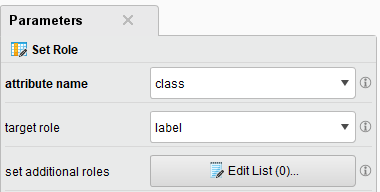 Parameters
Set Role
attribute name class
target role label
set additional roles Edit List (0)...